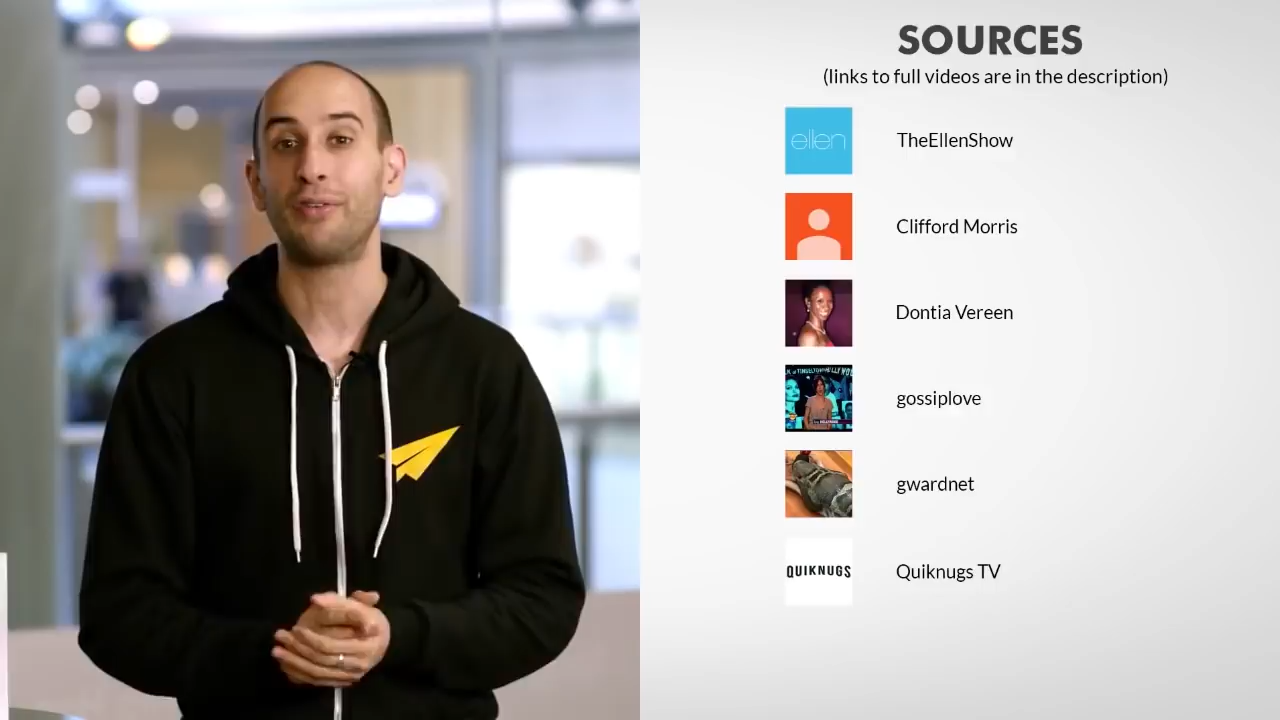 SOURCES
(links to full videos are in the description)
ellen
TheEllenShow
Clifford Morris
Dontia Vereen
gossiplove
gwardnet
QUIKNUGS
Quiknugs TV